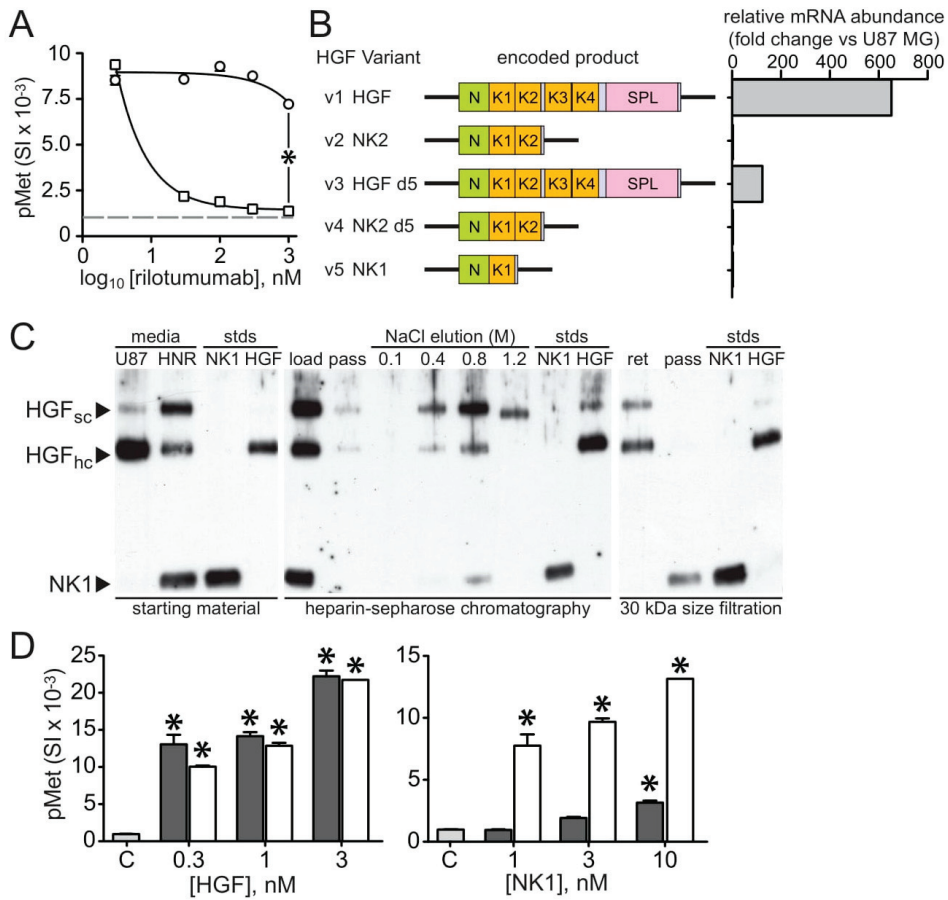 A
pMet (SI x 10⁻³)
10
7.5
5.0
2.5
0
*
0 1 2 3
log₁₀ [rilotumumab], nM
B
relative mRNA abundance
(fold change vs U87 MG)
HGF Variant encoded product
0 200 400 600 800
v1 HGF N K1 K2 K3 K4 SPL
v2 NK2 N K1 K2
v3 HGF d5 N K1 K2 K3 K4 SPL
v4 NK2 d5 N K1 K2
v5 NK1 N K1
C
media stds NaCl elution (M) stds stds
U87 HNR NK1 HGF load pass 0.1 0.4 0.8 1.2 NK1 HGF ret pass NK1 HGF
HGFsc
HGFhc
NK1
starting material heparin-sepharose chromatography 30 kDa size filtration
D
pMet (SI x 10⁻³)
25
20
15
10
5
0
* * * * * *
C 0.3 1 3
[HGF], nM
15
10
5
0
* * * *
C 1 3 10
[NK1], nM